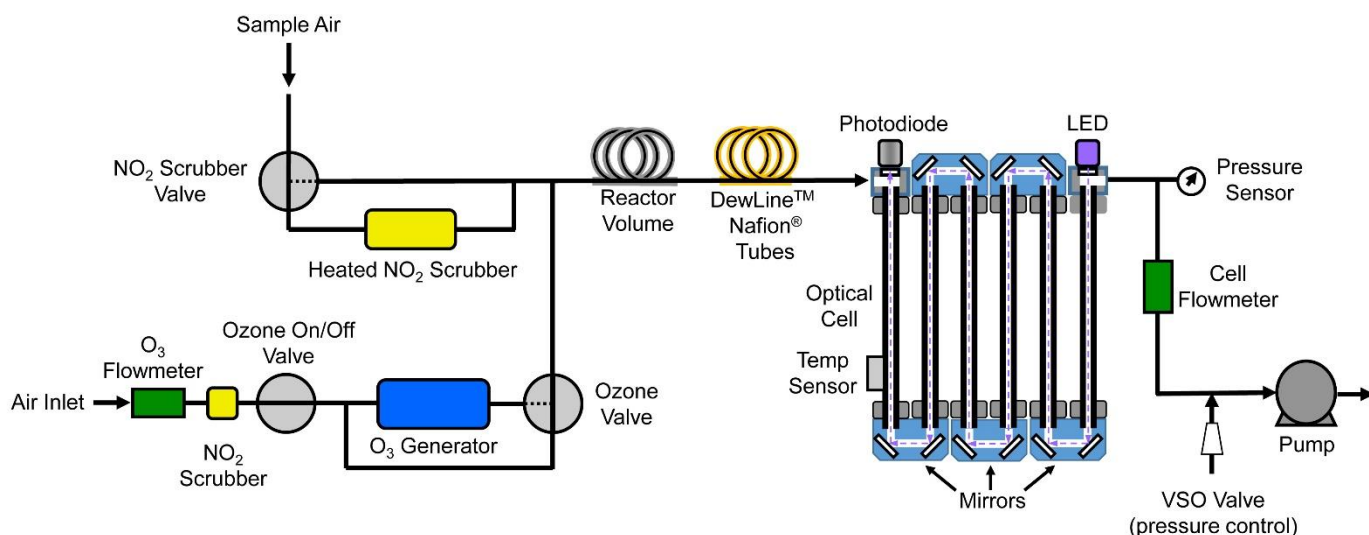 Sample Air
NO₂ Scrubber
Valve
Heated NO₂ Scrubber
Reactor
Volume
DewLine™
Nafion®
Tubes
Photodiode
LED
Pressure
Sensor
Optical
Cell
Temp
Sensor
Cell
Flowmeter
O₃
Flowmeter
Ozone On/Off
Valve
Air Inlet
NO₂
Scrubber
O₃ Generator
Ozone
Valve
Mirrors
Pump
VSO Valve
(pressure control)